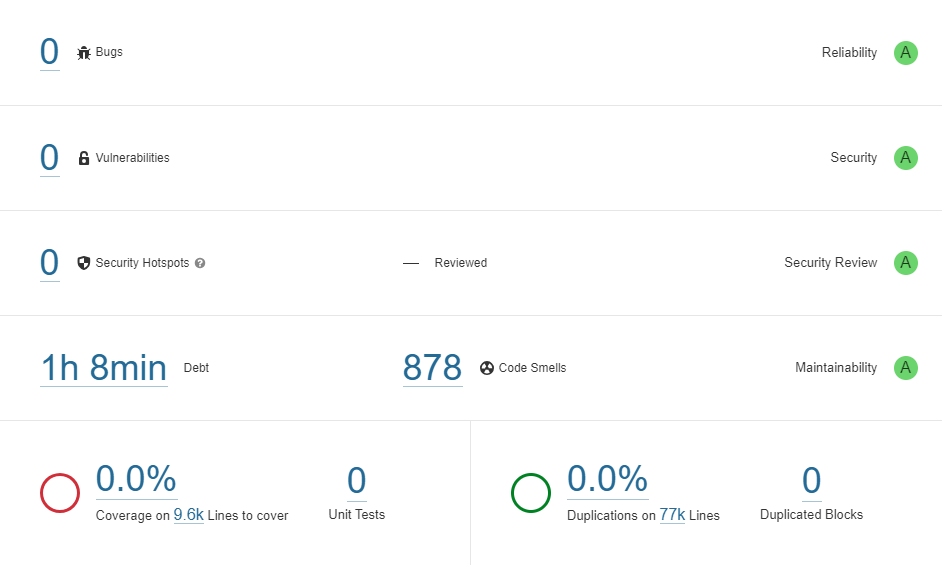 0 Bugs Reliability A
0 Vulnerabilities Security A
0 Security Hotspots ? — Reviewed Security Review A
1h 8min Debt 878 Code Smells Maintainability A
0.0%
Coverage on 9.6k Lines to cover
0
Unit Tests
0.0%
Duplications on 77k Lines
0
Duplicated Blocks